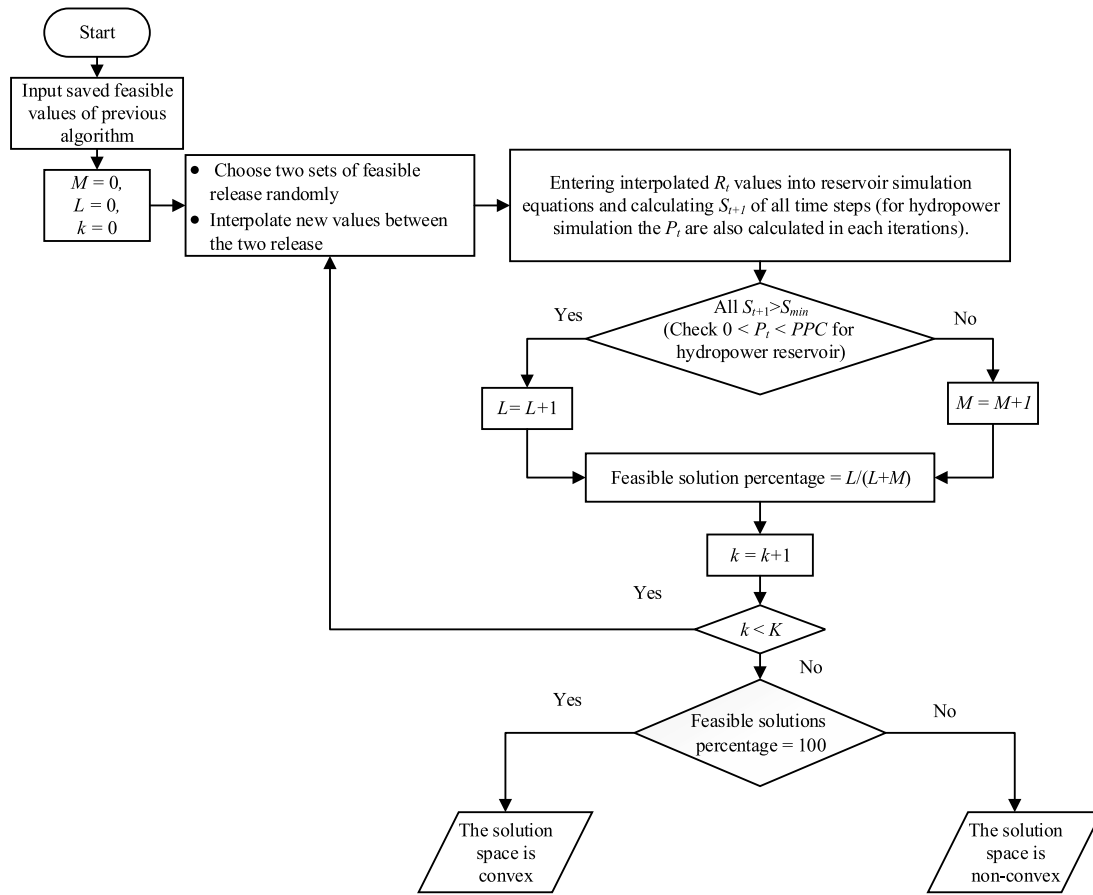 Start
Input saved feasible
values of previous
algorithm
M = 0,
L = 0,
k = 0
● Choose two sets of feasible
release randomly
● Interpolate new values between
the two release
Entering interpolated Rt values into reservoir simulation
equations and calculating St+1 of all time steps (for hydropower
simulation the Pt are also calculated in each iterations).
All St+1>Smin
(Check 0 < Pt < PPC for
hydropower reservoir)
Yes
No
L= L+1
M = M+1
Feasible solution percentage = L/(L+M)
k = k+1
Yes
k < K
No
Yes
Feasible solutions
percentage = 100
No
The solution
space is
convex
The solution
space is
non-convex